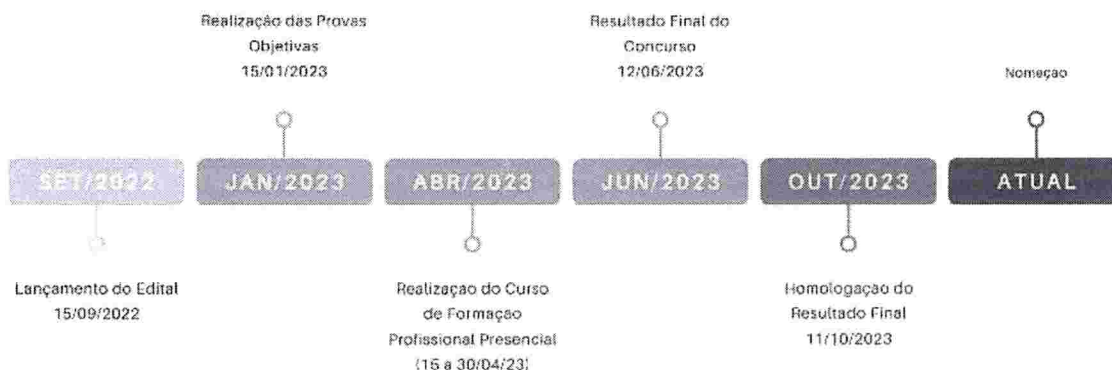 Realização das Provas
Objetivas
15/01/2023
Resultado Final do
Concurso
12/06/2023
Nomeação
SET/2022
JAN/2023
ABR/2023
JUN/2023
OUT/2023
ATUAL
Lançamento do Edital
15/09/2022
Realização do Curso
de Formação
Profissional Presencial
(15 a 30/04/23)
Homologação do
Resultado Final
11/10/2023